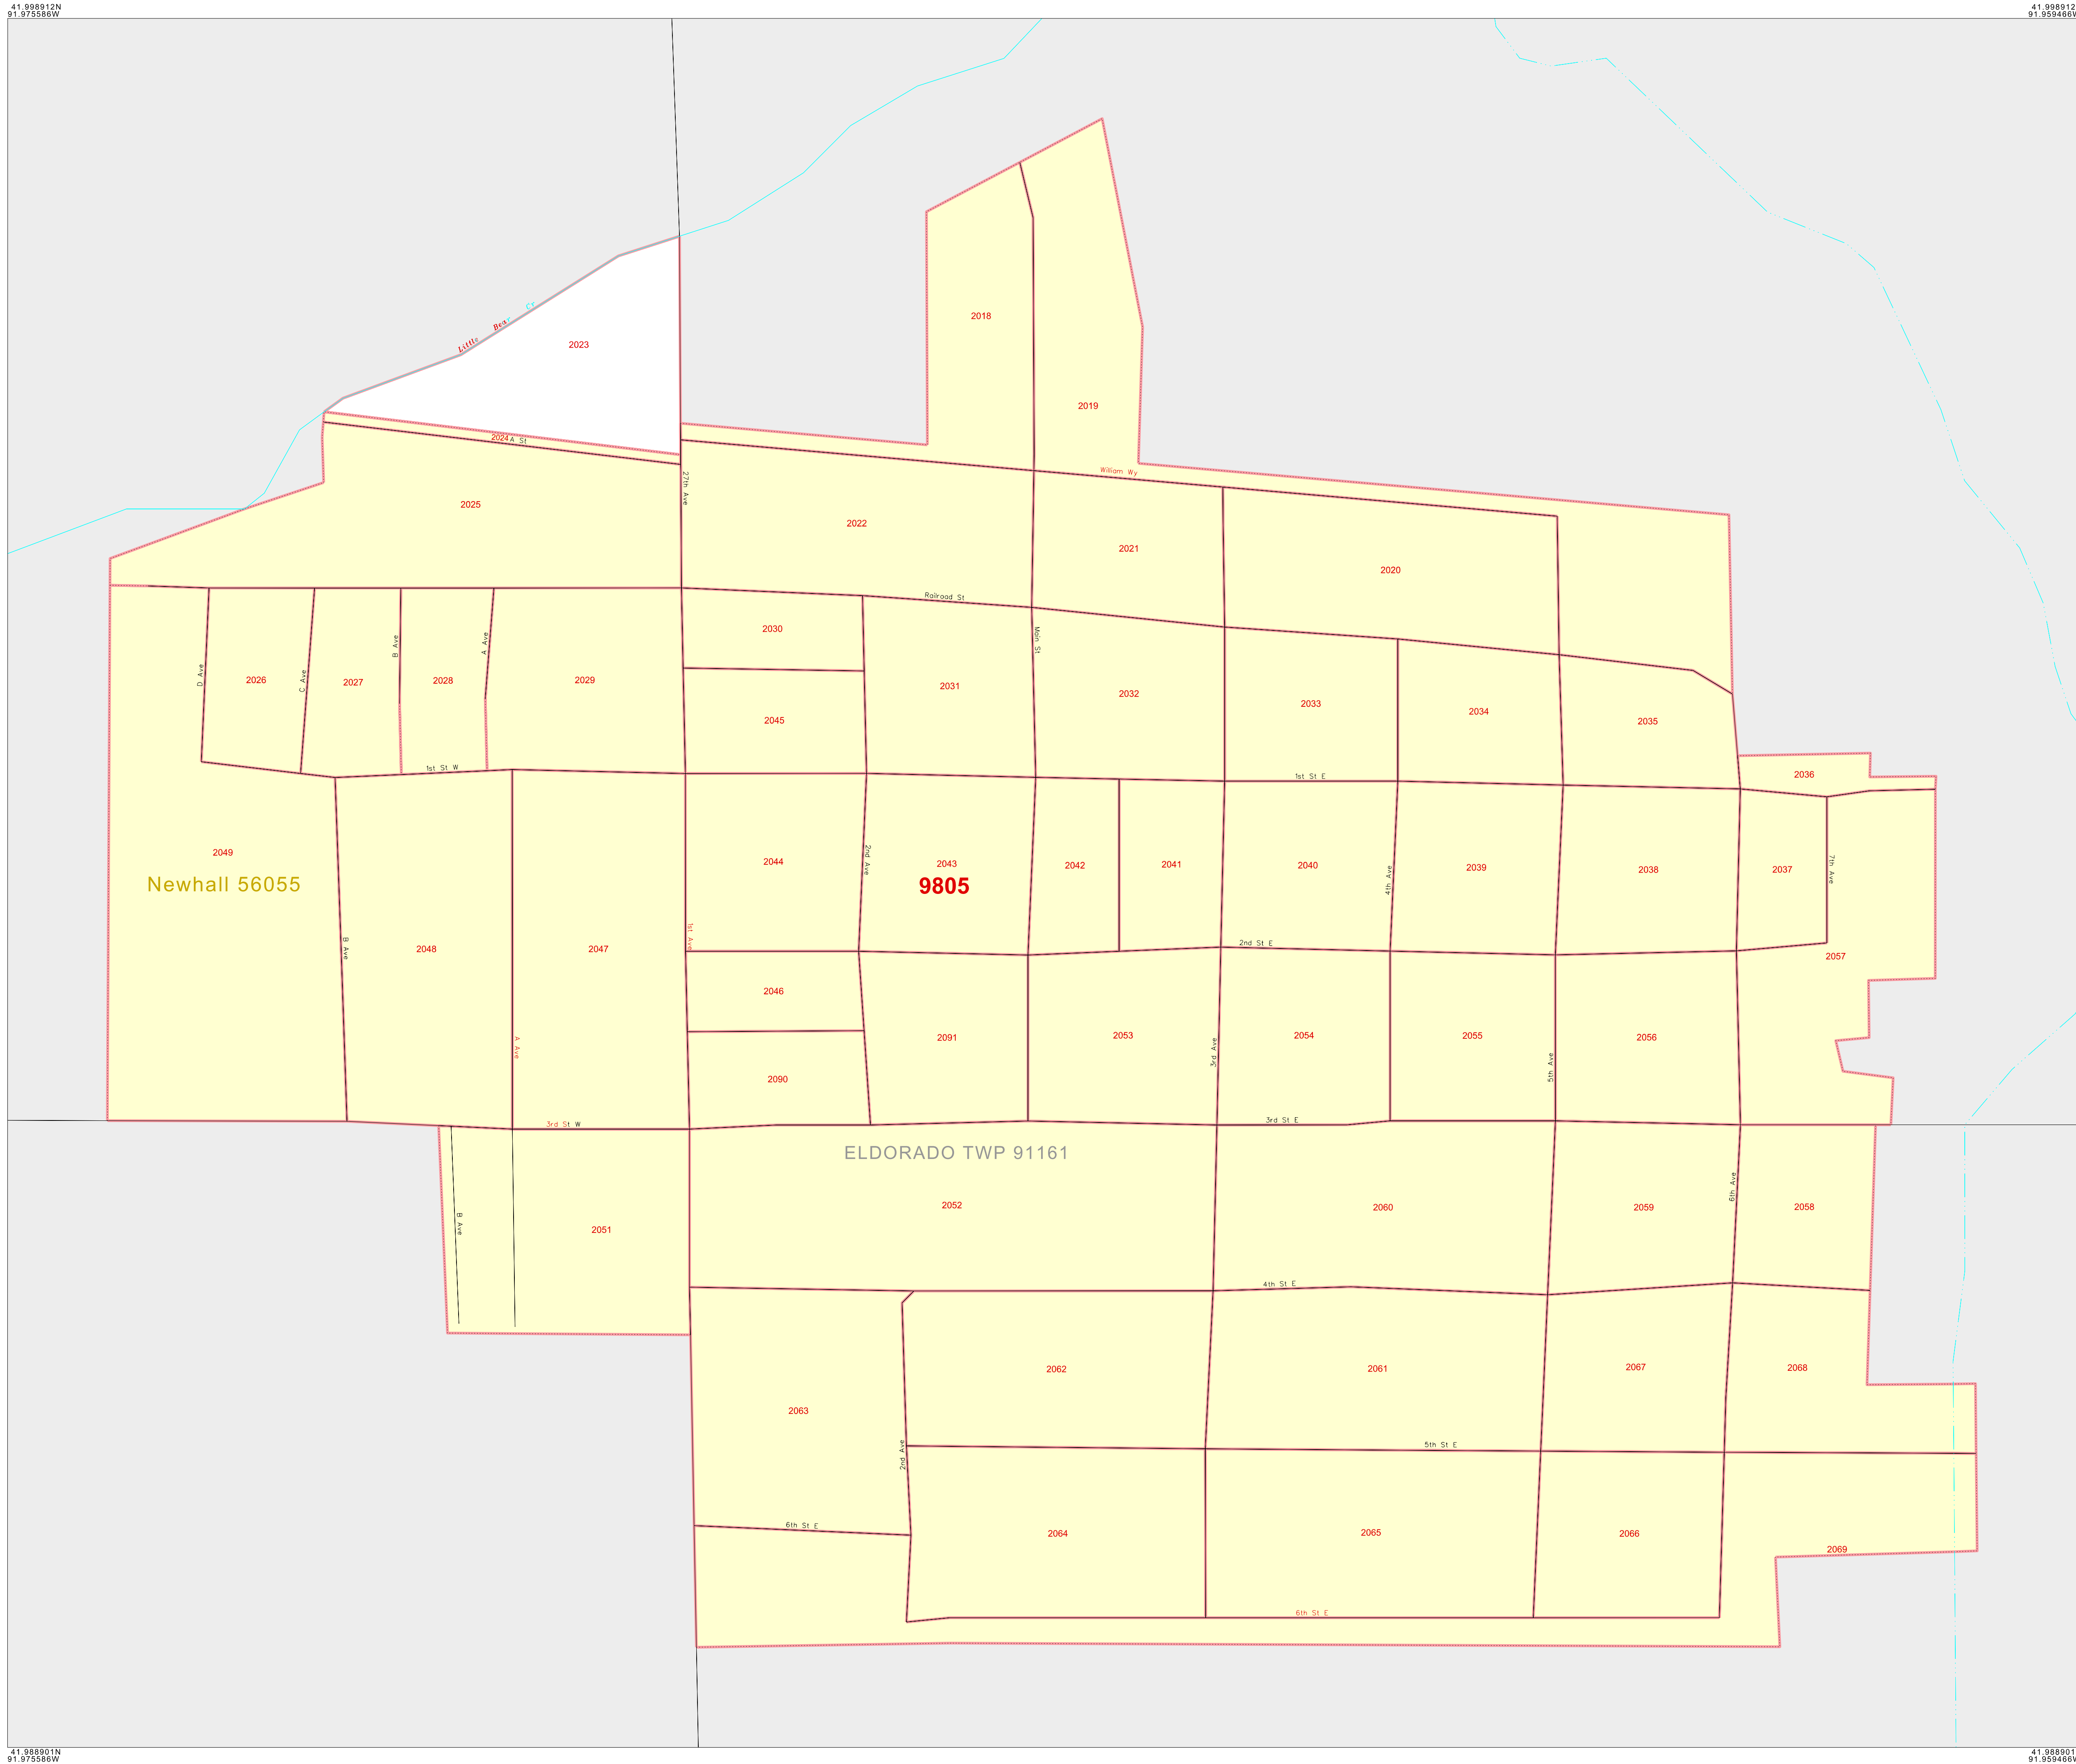 41.998912N
91.975586W
41.998912
91.959466W
Little Bear Cr
2018
2023
2019
2024
A St
William Wy
27th Ave
2025
2022
2021
2020
Railroad St
2030
Main St
D Ave
2026
C Ave
2027
B Ave
2028
A Ave
2029
2031
2032
2033
2034
2035
2045
1st St W
1st St E
2036
2049
Newhall 56055
2044
2nd Ave
2043
9805
2042
2041
2040
4th Ave
2039
2038
2037
7th Ave
B Ave
2048
2047
1st Ave
2nd St E
2057
2046
A Ave
2091
2053
3rd Ave
2054
2055
5th Ave
2056
2090
3rd St W
3rd St E
ELDORADO TWP 91161
B Ave
2051
2052
2060
2059
6th Ave
2058
4th St E
2062
2061
2067
2068
2063
2nd Ave
5th St E
6th St E
2064
2065
2066
2069
6th St E
41.988901N
91.975586W
41.988901
91.959466W